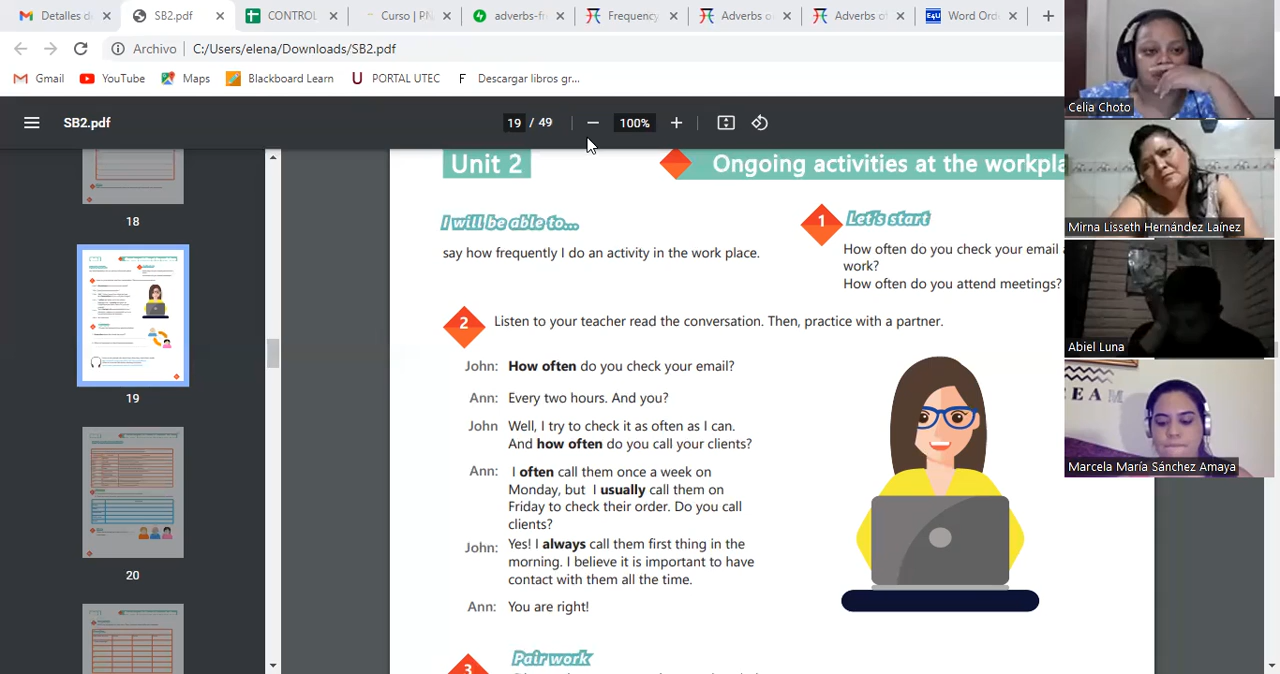 Detalles d
SB2.pdf
CONTROL
Curso | PN
adverbs-fr
Frequency
Adverbs o
Adverbs of
Word Orde
Archivo
C:/Users/elena/Downloads/SB2.pdf
Gmail
YouTube
Maps
Blackboard Learn
PORTAL UTEC
Descargar libros gr...
SB2.pdf
19 / 49
100%
18
19
20
Unit 2
Ongoing activities at the workpla
I will be able to...
say how frequently I do an activity in the work place.
1
Let's start
How often do you check your email a
work?
How often do you attend meetings?
2
Listen to your teacher read the conversation. Then, practice with a partner.
John: How often do you check your email?
Ann: Every two hours. And you?
John Well, I try to check it as often as I can.
And how often do you call your clients?
Ann: I often call them once a week on
Monday, but I usually call them on
Friday to check their order. Do you call
clients?
John: Yes! I always call them first thing in the
morning. I believe it is important to have
contact with them all the time.
Ann: You are right!
3
Pair work
Celia Choto
Mirna Lisseth Hernández Laínez
Abiel Luna
EAM
Marcela María Sánchez Amaya